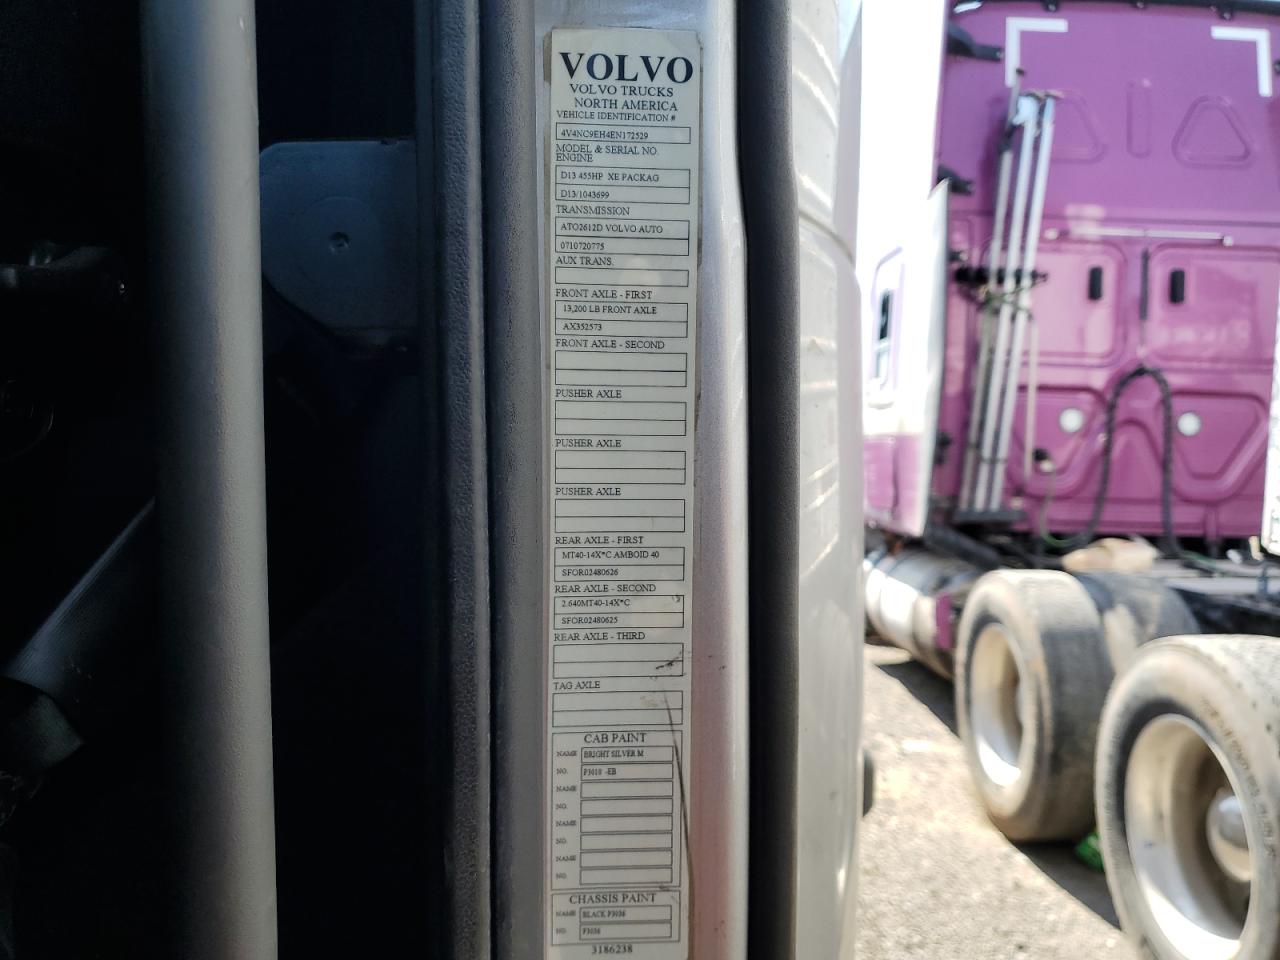 VOLVO
VOLVO TRUCKS
NORTH AMERICA
VEHICLE IDENTIFICATION #
4V4NC9EH4EN172529
MODEL & SERIAL NO.
ENGINE
D13 455HP XE PACKAG
D13/1043699
TRANSMISSION
ATO2612D VOLVO AUTO
0710720775
AUX TRANS.
FRONT AXLE - FIRST
13,200 LB FRONT AXLE
AX352573
FRONT AXLE - SECOND
PUSHER AXLE
PUSHER AXLE
PUSHER AXLE
REAR AXLE - FIRST
MT40-14X*C AMBOID 40
SFOR02480626
REAR AXLE - SECOND
2.640MT40-14X*C
SFOR02480625
REAR AXLE - THIRD
TAG AXLE
CAB PAINT
NAME BRIGHT SILVER M
NO. P3010 -EB
NAME
NO.
NAME
NO.
NAME
NO.
CHASSIS PAINT
NAME BLACK P3036
NO. P3036
3186238